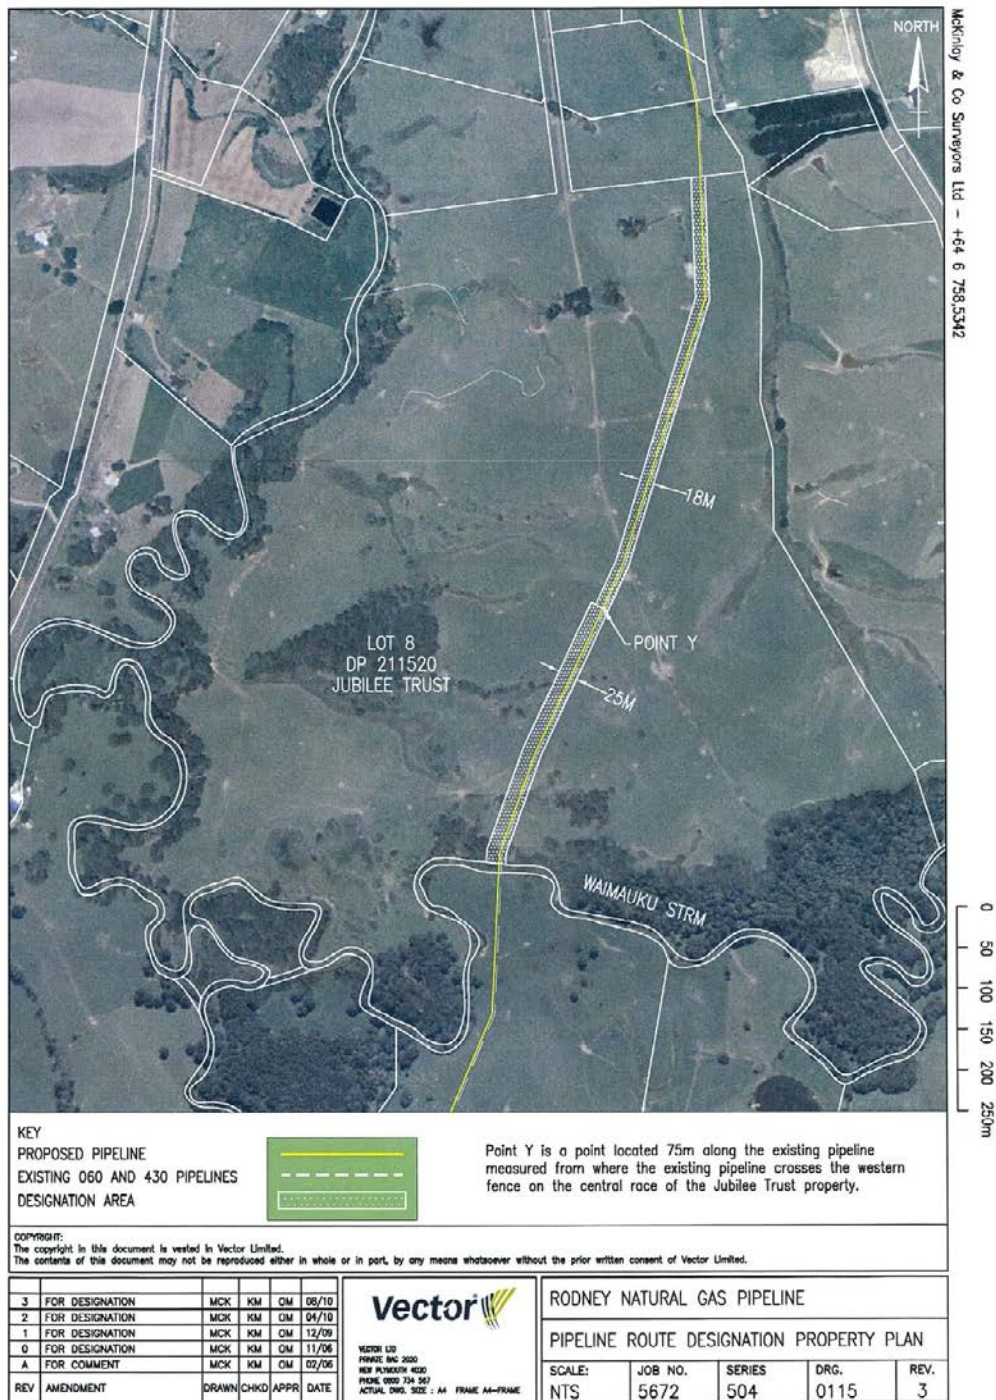 NORTH
McKinlay & Co Surveyors Ltd - +64 6 758,5342
18M
POINT Y
LOT 8
DP 211520
JUBILEE TRUST
25M
WAIMAUKU STRM
0 50 100 150 200 250m
KEY
PROPOSED PIPELINE
EXISTING 060 AND 430 PIPELINES
DESIGNATION AREA
Point Y is a point located 75m along the existing pipeline
measured from where the existing pipeline crosses the western
fence on the central race of the Jubilee Trust property.
COPYRIGHT:
The copyright in this document is vested in Vector Limited.
The contents of this document may not be reproduced either in whole or in part, by any means whatsoever without the prior written consent of Vector Limited.
3 FOR DESIGNATION MCK KM OM 08/10
2 FOR DESIGNATION MCK KM OM 04/10
1 FOR DESIGNATION MCK KM OM 12/09
0 FOR DESIGNATION MCK KM OM 11/06
A FOR COMMENT MCK KM OM 02/06
REV AMENDMENT DRAWN CHKD APPR DATE
Vector
VECTOR LTD
PRIVATE BAG 2020
NEW PLYMOUTH 4020
PHONE 0800 734 567
ACTUAL DWG. SIZE : A4 FRAME A4-FRAME
RODNEY NATURAL GAS PIPELINE
PIPELINE ROUTE DESIGNATION PROPERTY PLAN
SCALE: JOB NO. SERIES DRG. REV.
NTS 5672 504 0115 3